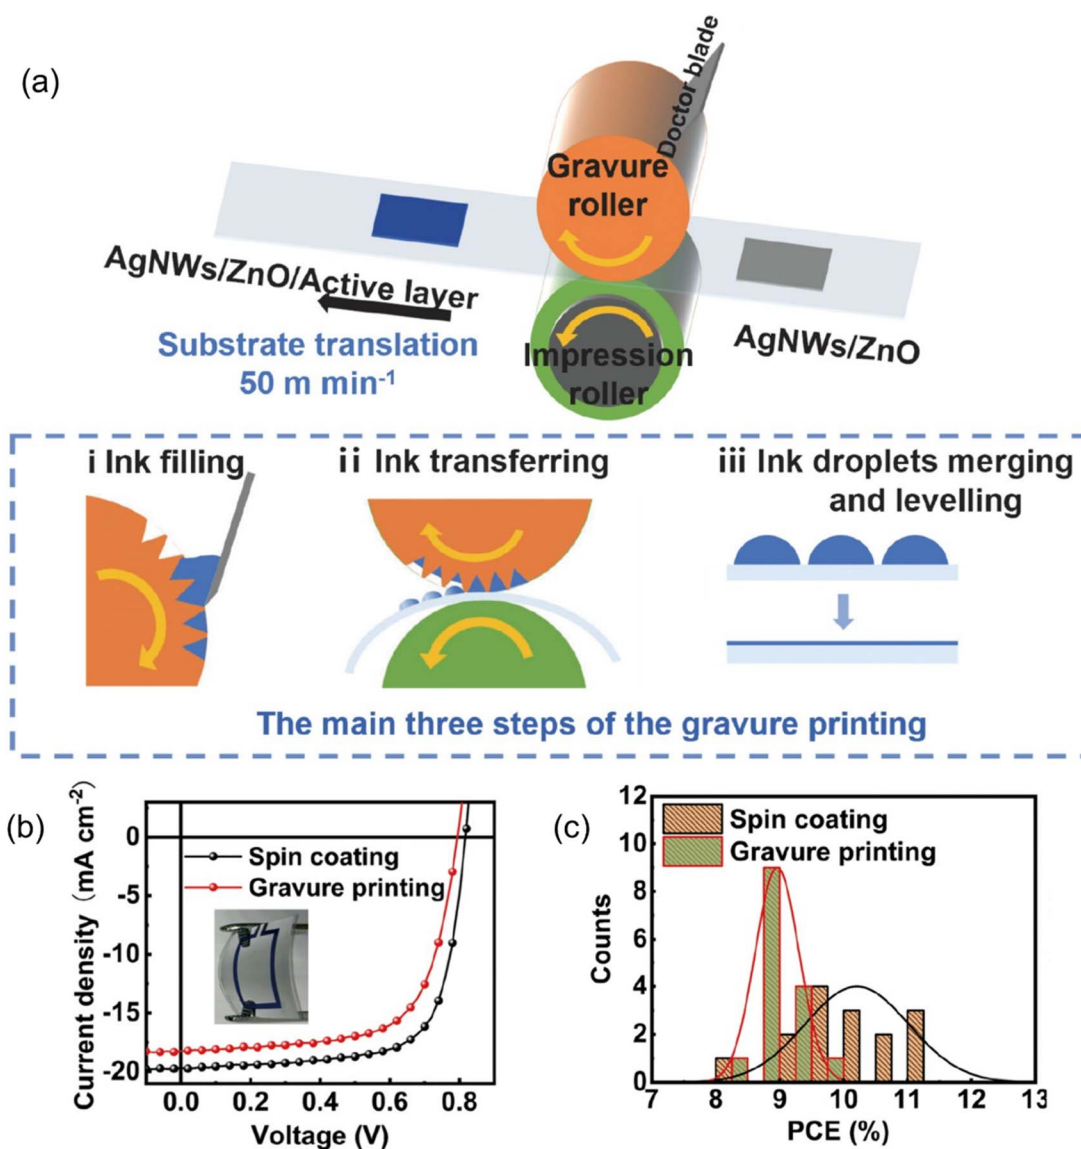 (a)
Doctor blade
Gravure
roller
AgNWs/ZnO/Active layer
Substrate translation
50 m min-1
Impression
roller
AgNWs/ZnO
i Ink filling
ii Ink transferring
iii Ink droplets merging
and levelling
The main three steps of the gravure printing
(b)
Current density (mA cm-2)
0
-5
-10
-15
-20
Spin coating
Gravure printing
0.0 0.2 0.4 0.6 0.8
Voltage (V)
(c)
Counts
12
10
8
6
4
2
0
Spin coating
Gravure printing
7 8 9 10 11 12 13
PCE (%)